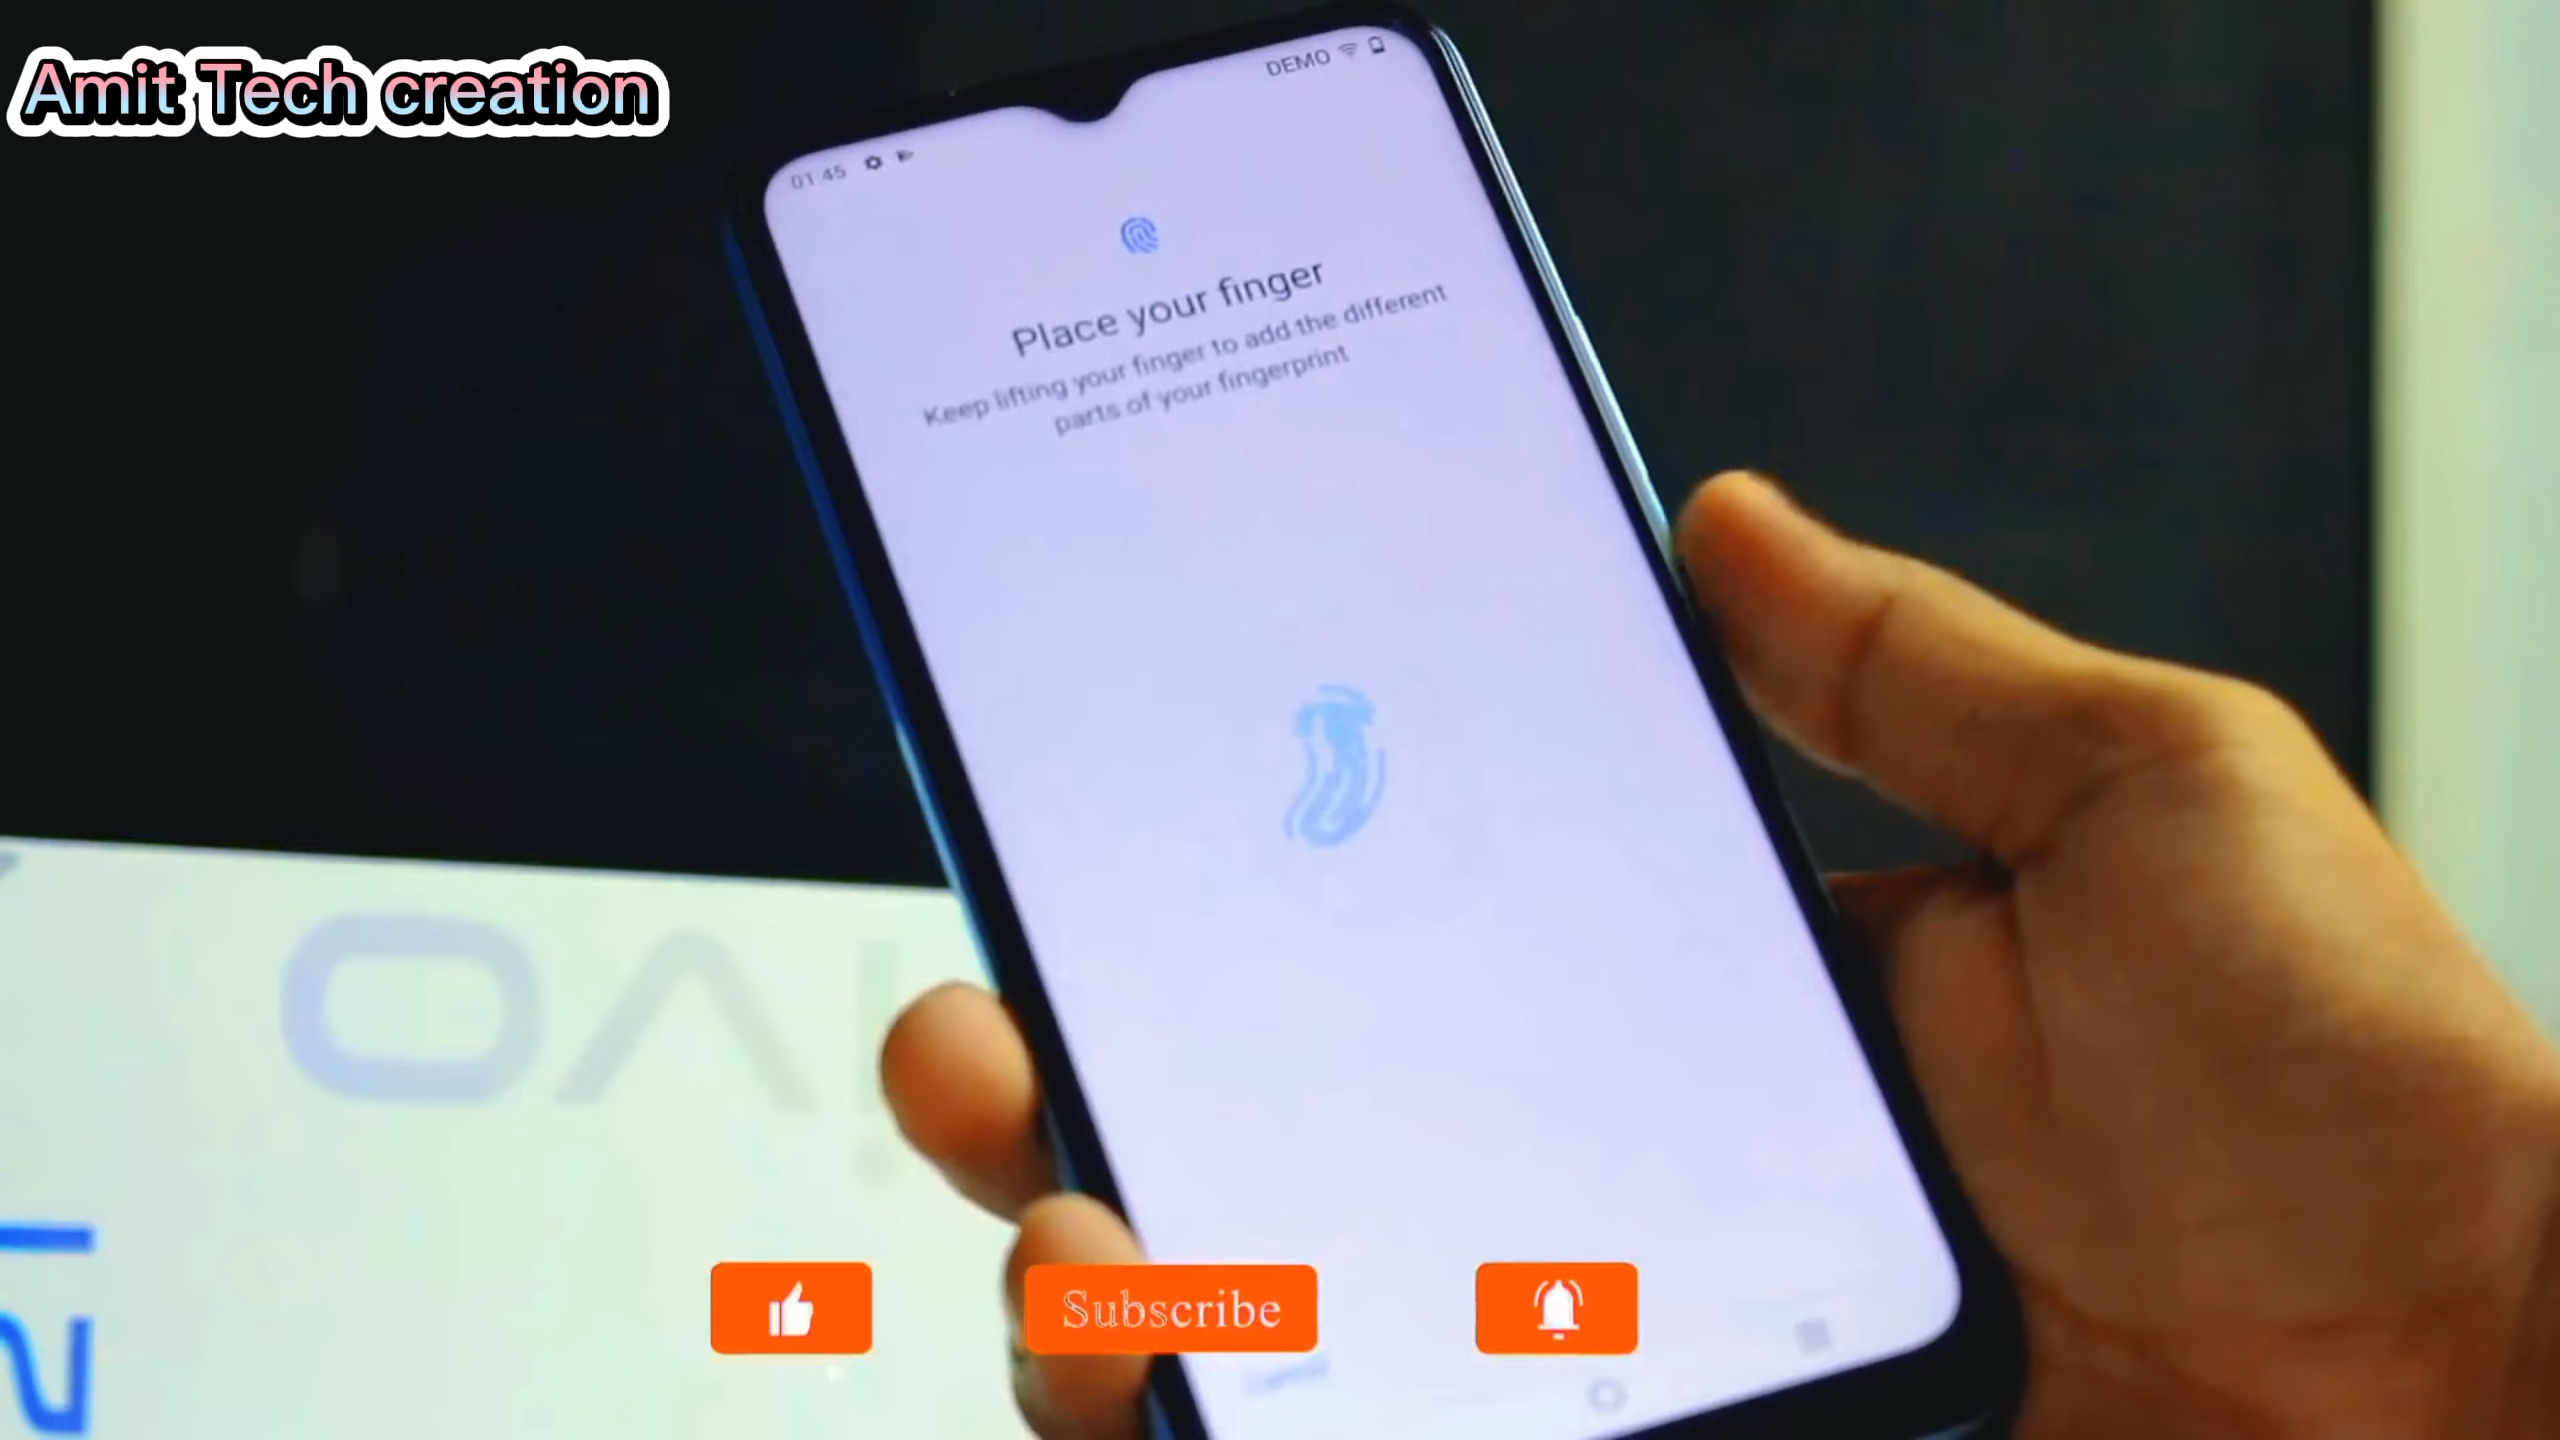 Amit Tech creation
DEMO
01:45
Place your finger
Keep lifting your finger to add the different
parts of your fingerprint
Subscribe